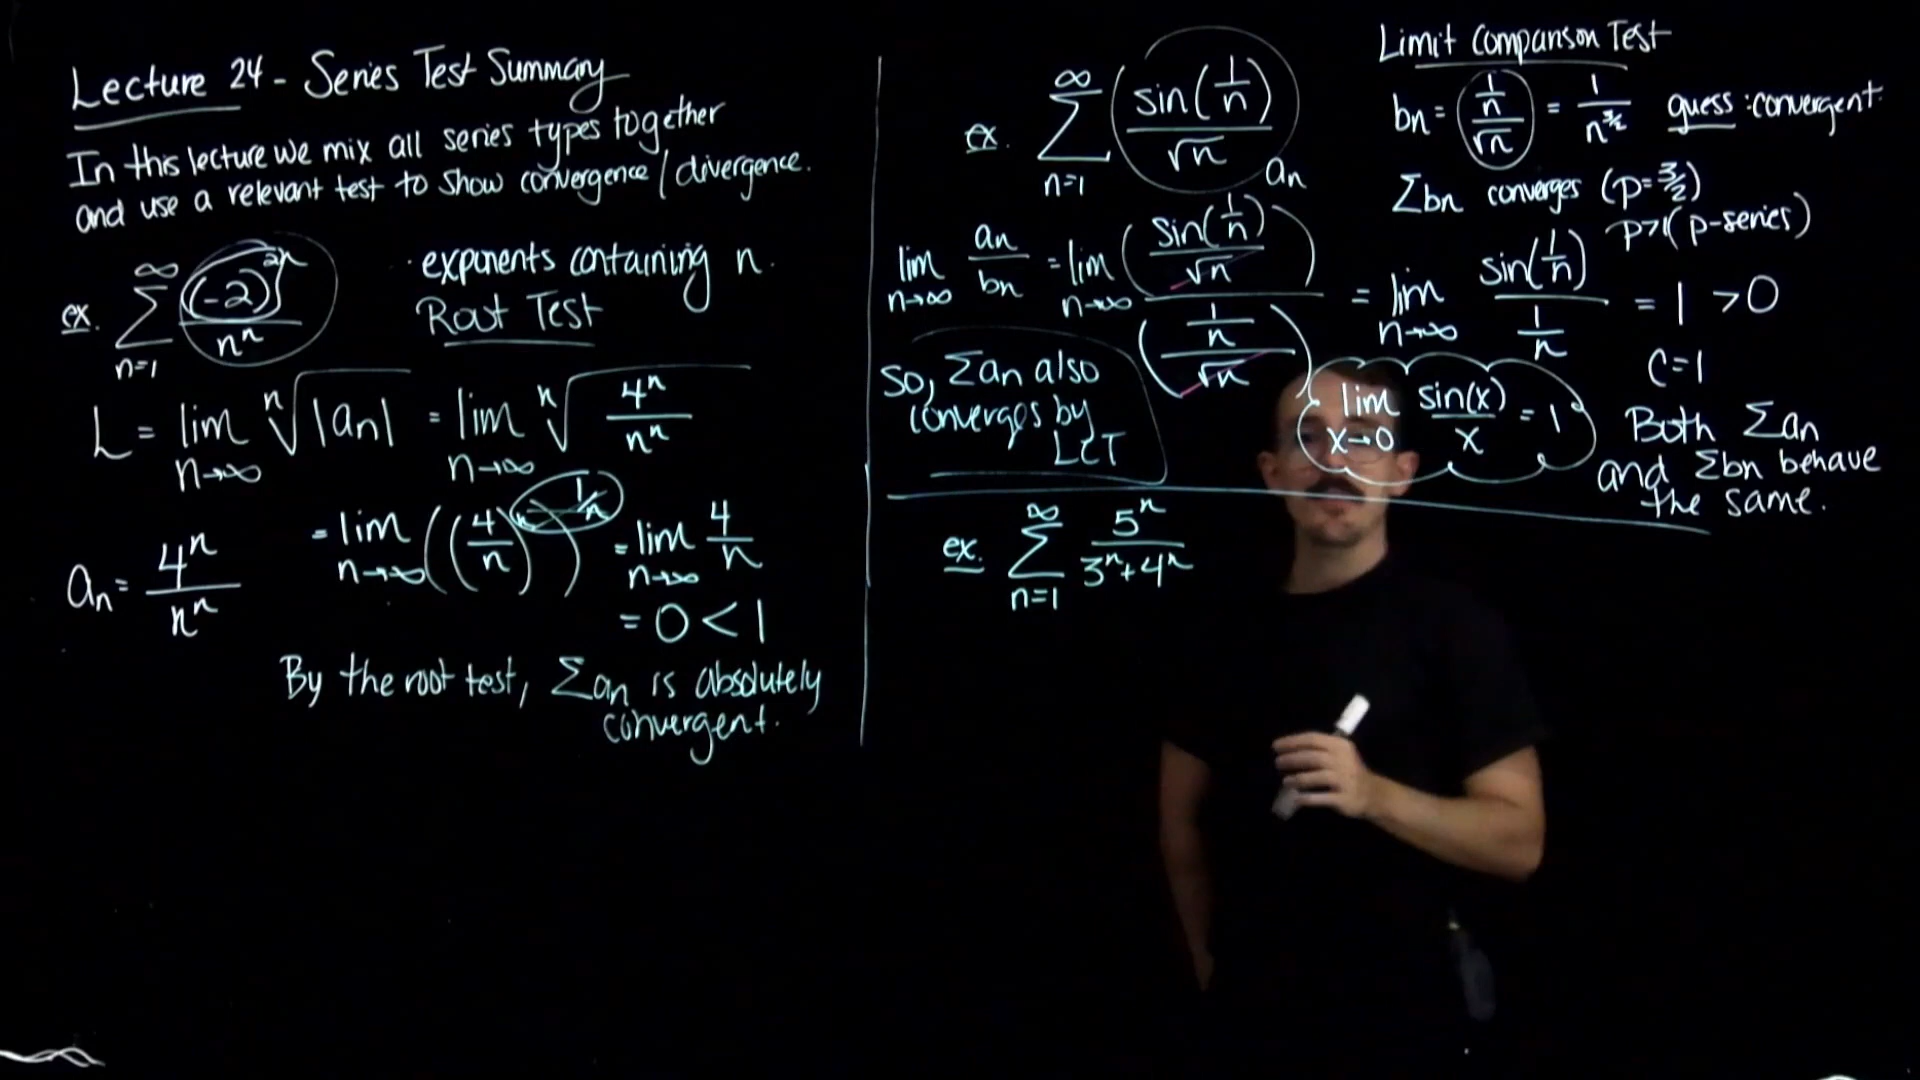 Lecture 24 - Series Test Summary
In this lecture we mix all series types together
and use a relevant test to show convergence / divergence.
ex. ∞ ∑ n=1 (-2)^2n / n^n
· exponents containing n.
Root Test
L = lim n→∞ ⁿ√|an| = lim n→∞ ⁿ√(4^n / n^n)
an = 4^n / n^n
= lim n→∞ ((4/n)^n)^1/n = lim n→∞ 4/n
= 0 < 1
By the root test, ∑an is absolutely
convergent.
ex. ∞ ∑ n=1 (sin(1/n) / √n) an
Limit Comparison Test
bn = (1/n) / √n = 1 / n^3/2 guess: convergent
∑bn converges (p = 3/2)
p>1 (p-series)
lim n→∞ an / bn = lim n→∞ (sin(1/n) / √n) / ((1/n) / √n) = lim n→∞ sin(1/n) / (1/n) = 1 > 0
c=1
lim x→0 sin(x) / x = 1
Both ∑an
and ∑bn behave
the same.
So, ∑an also
converges by
LCT
ex. ∞ ∑ n=1 5^n / 3^n+4^n